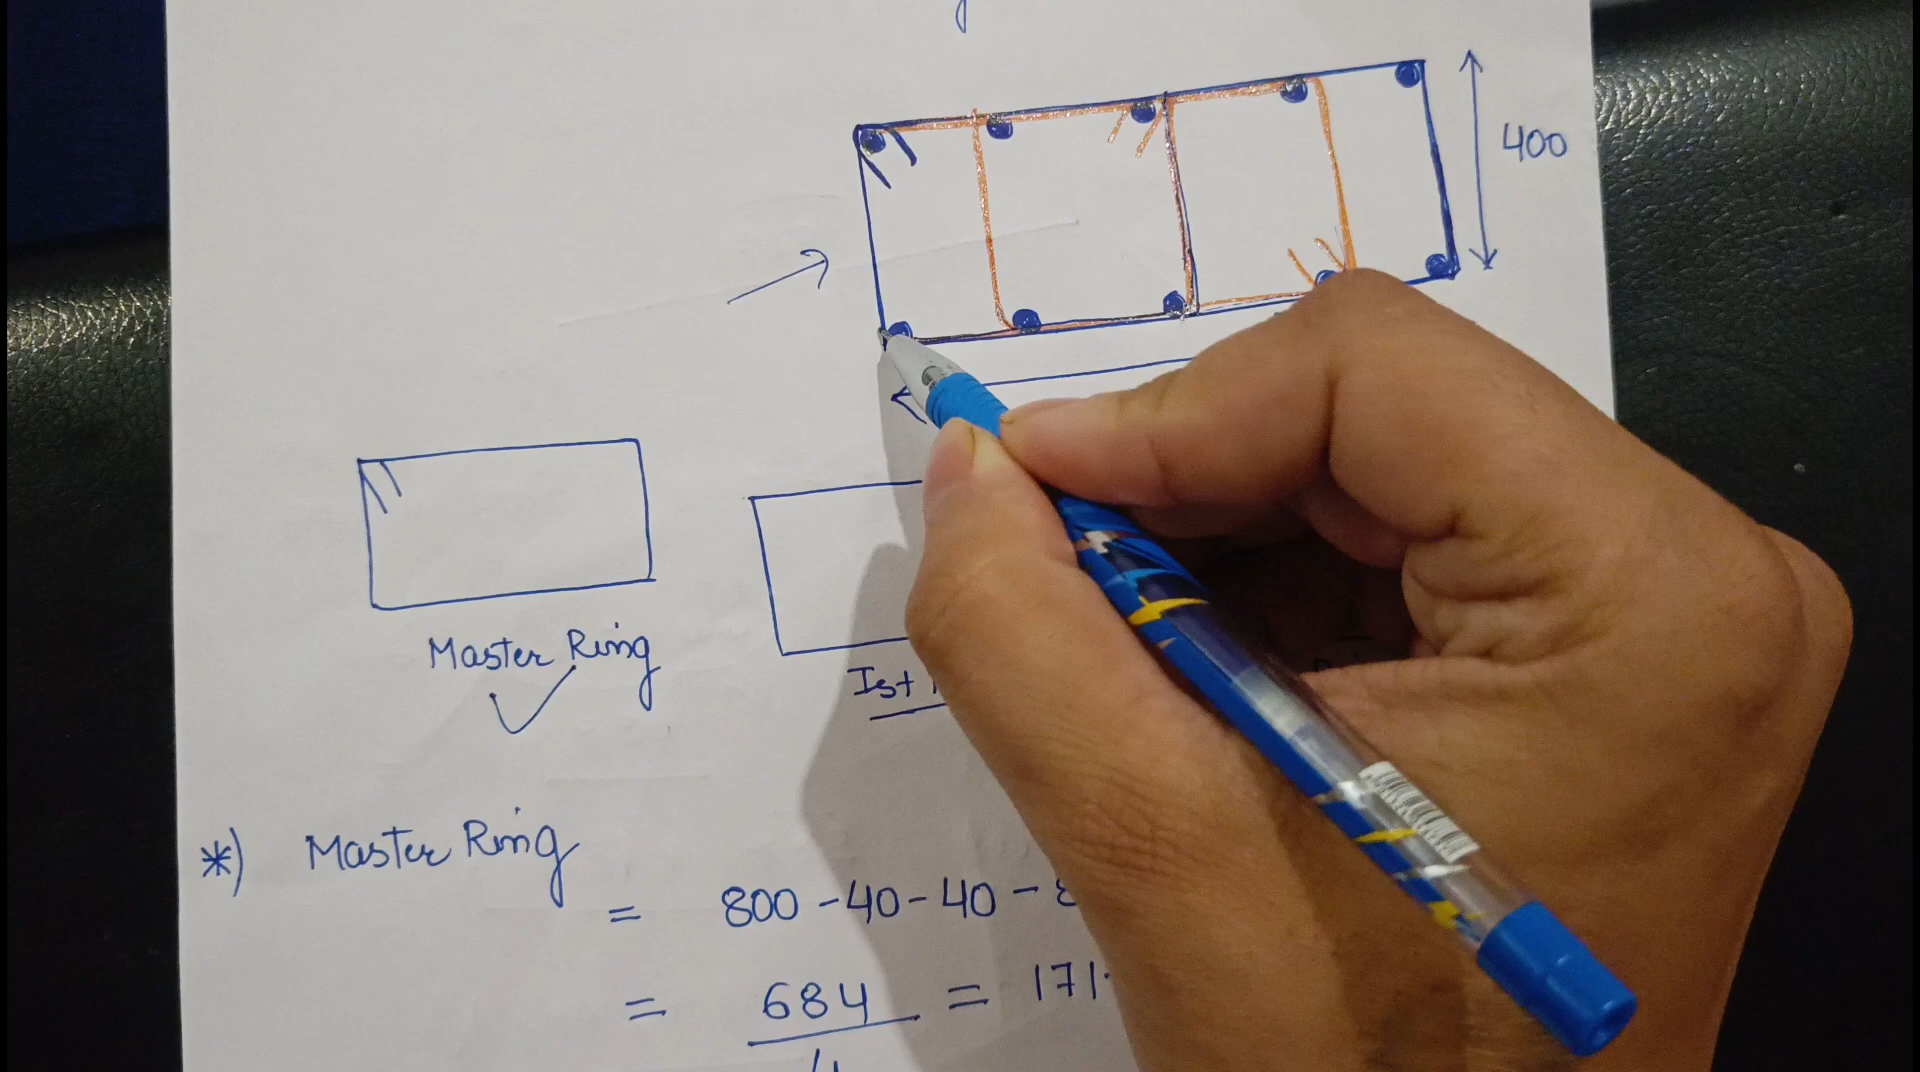 400
Master Ring
Ist
*) Master Ring
= 800 - 40 - 40 -
= 684 = 171.